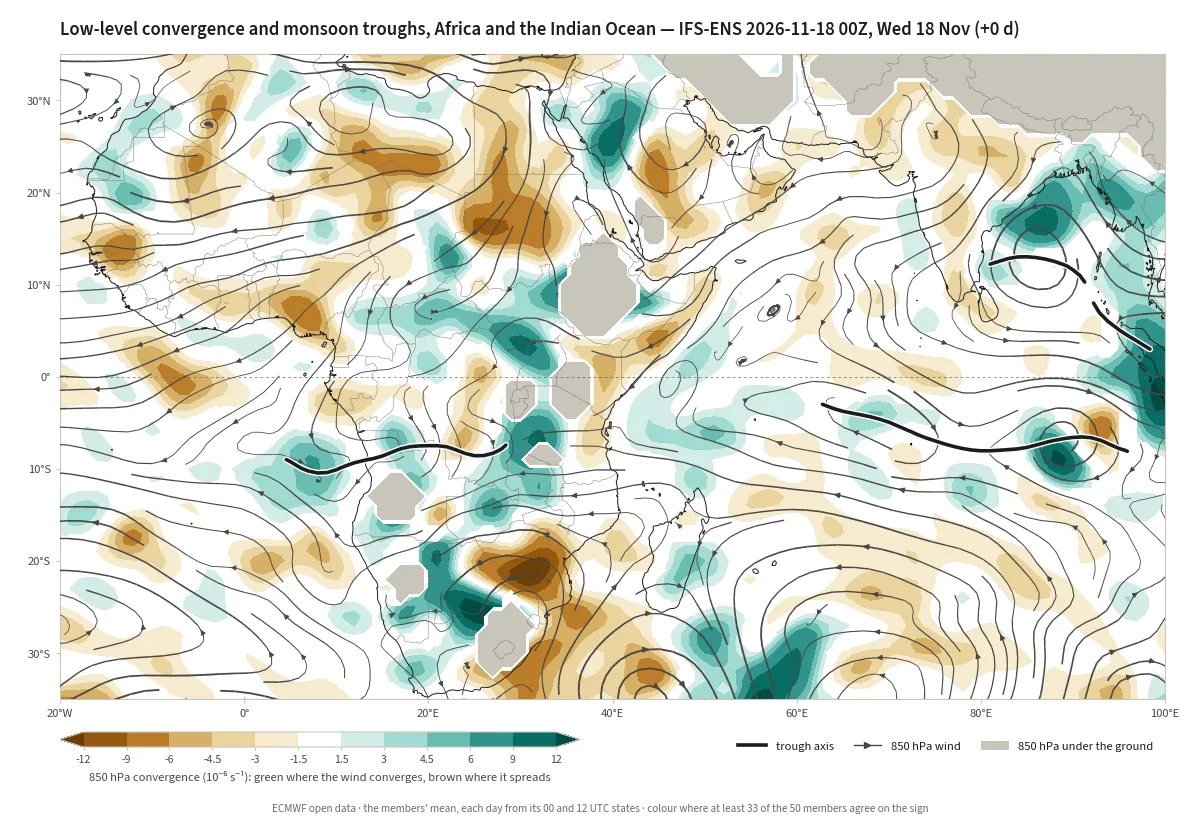 Low-level convergence and monsoon troughs, Africa and the Indian Ocean — IFS-ENS 2026-11-18 00Z, Wed 18 Nov (+0 d)
30°N
20°N
10°N
0°
10°S
20°S
30°S
20°W 0° 20°E 40°E 60°E 80°E 100°E
-12 -9 -6 -4.5 -3 -1.5 1.5 3 4.5 6 9 12
850 hPa convergence (10⁻⁶ s⁻¹): green where the wind converges, brown where it spreads
trough axis 850 hPa wind 850 hPa under the ground
ECMWF open data · the members' mean, each day from its 00 and 12 UTC states · colour where at least 33 of the 50 members agree on the sign